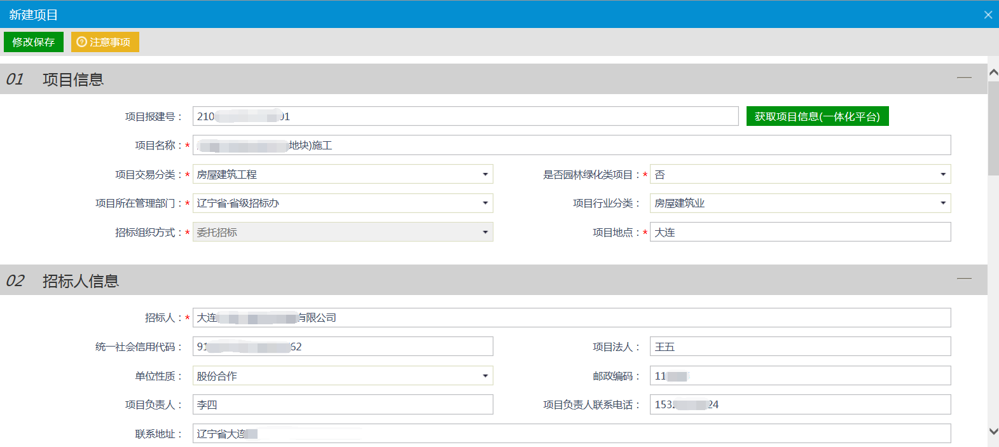 新建项目
修改保存 注意事项
01 项目信息
项目报建号： 210 01 获取项目信息(一体化平台)
项目名称：* 地块)施工
项目交易分类：* 房屋建筑工程 是否园林绿化类项目：* 否
项目所在管理部门：* 辽宁省·省级招标办 项目行业分类： 房屋建筑业
招标组织方式：* 委托招标 项目地点：* 大连
02 招标人信息
招标人：* 大连 有限公司
统一社会信用代码： 91 62 项目法人： 王五
单位性质： 股份合作 邮政编码： 11
项目负责人： 李四 项目负责人联系电话： 153 24
联系地址： 辽宁省大连